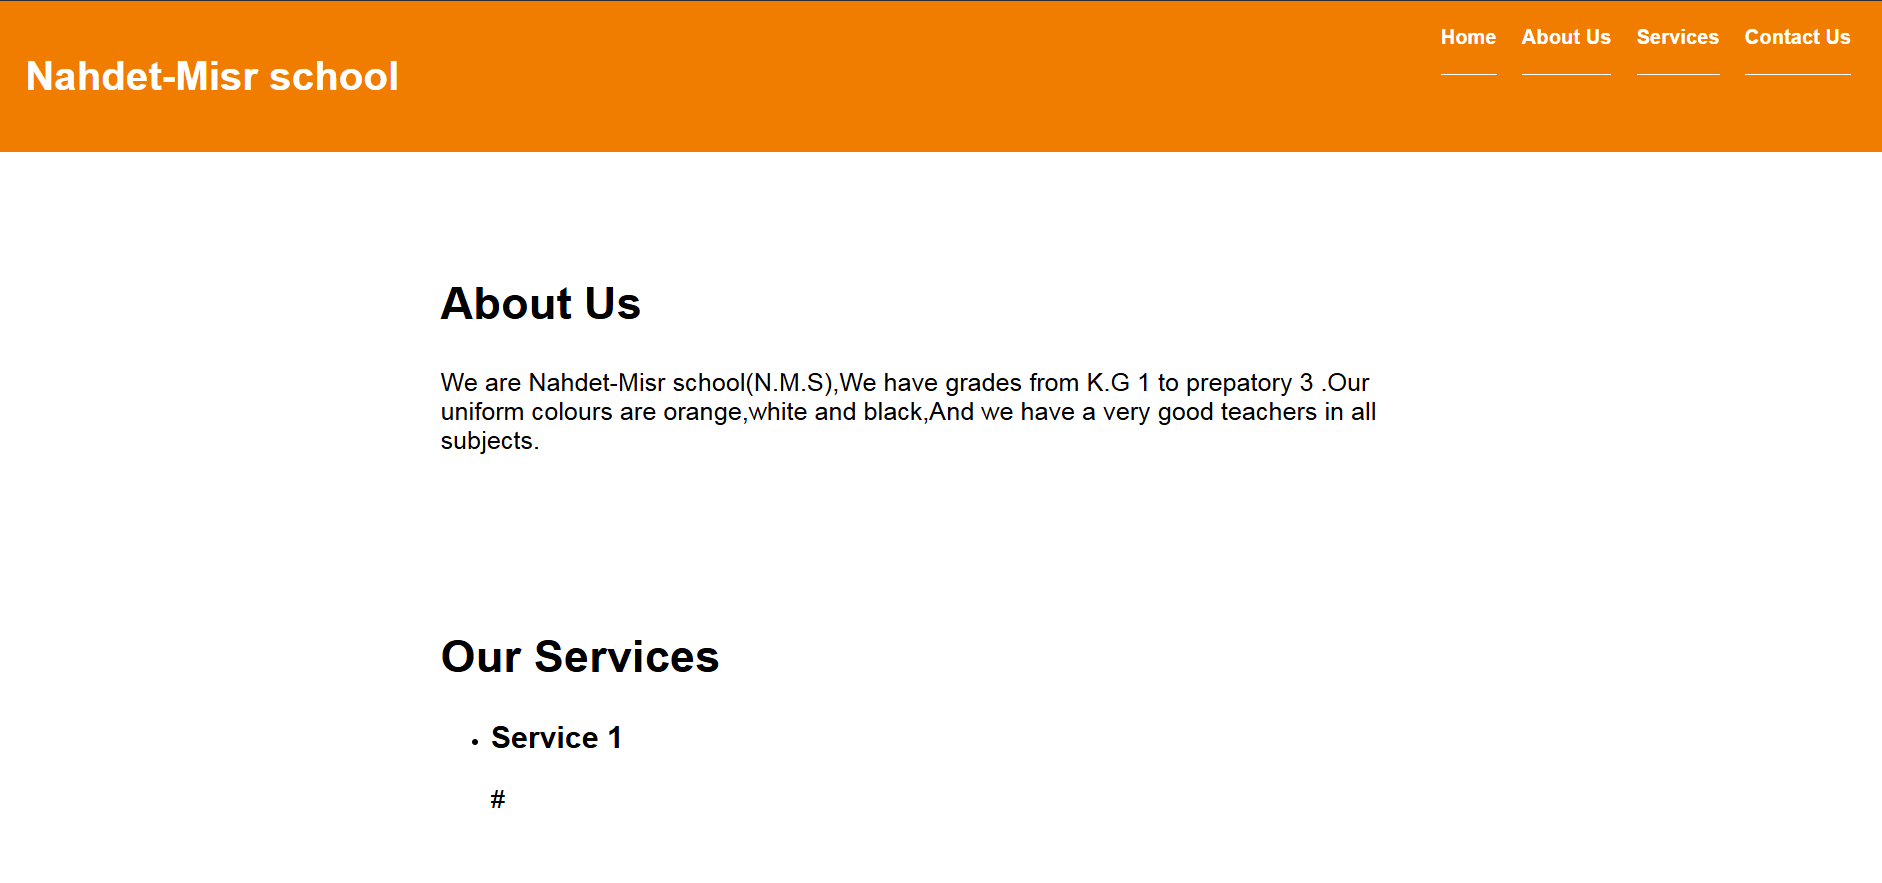 Nahdet-Misr school
Home About Us Services Contact Us
About Us
We are Nahdet-Misr school(N.M.S),We have grades from K.G 1 to prepatory 3 .Our
uniform colours are orange,white and black,And we have a very good teachers in all
subjects.
Our Services
• Service 1
#